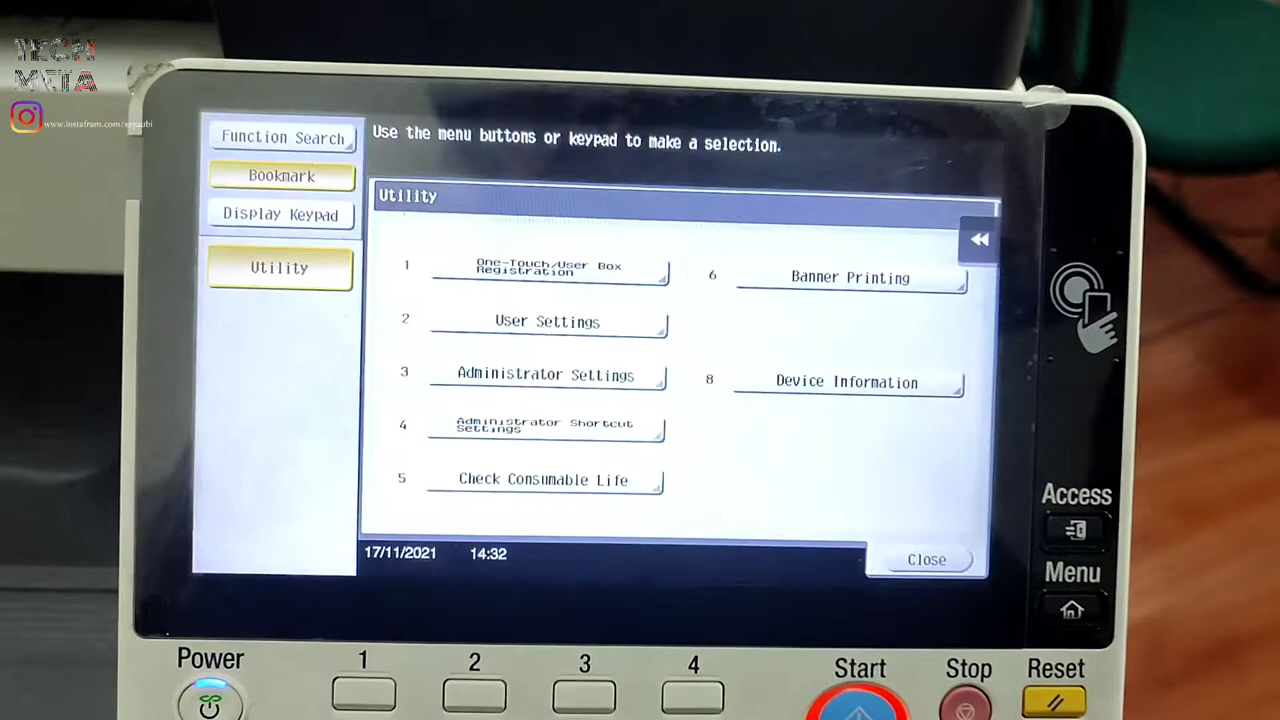 TECH
META
www.instafram.com/sayaubi
Function Search
Use the menu buttons or keypad to make a selection.
Bookmark
Utility
Display Keypad
Utility
1 One-Touch/User Box
Registration
6 Banner Printing
2 User Settings
3 Administrator Settings
8 Device Information
4 Administrator Shortcut
Settings
5 Check Consumable Life
17/11/2021 14:32
Close
Access
Menu
Power
1 2 3 4
Start
Stop
Reset